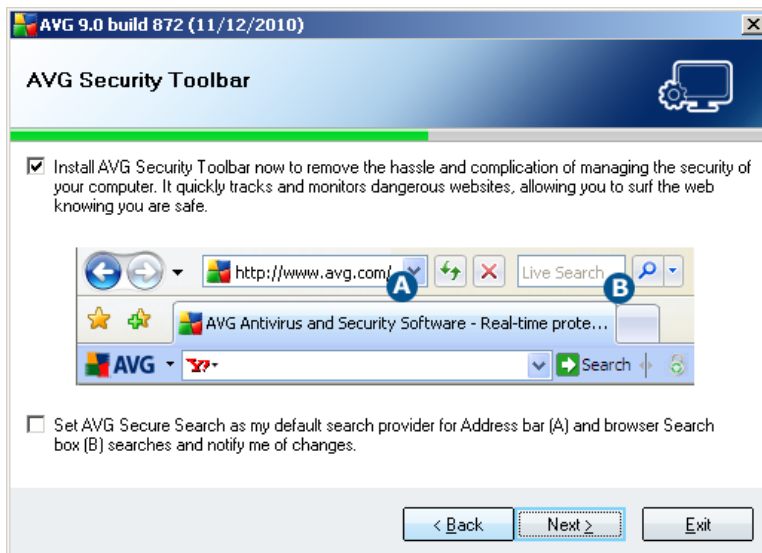 AVG 9.0 build 872 (11/12/2010)
AVG Security Toolbar
Install AVG Security Toolbar now to remove the hassle and complication of managing the security of
your computer. It quickly tracks and monitors dangerous websites, allowing you to surf the web
knowing you are safe.
http://www.avg.com/
A
Live Search
B
AVG Antivirus and Security Software - Real-time prote...
AVG
Y?
Search
Set AVG Secure Search as my default search provider for Address bar (A) and browser Search
box (B) searches and notify me of changes.
< Back
Next >
Exit